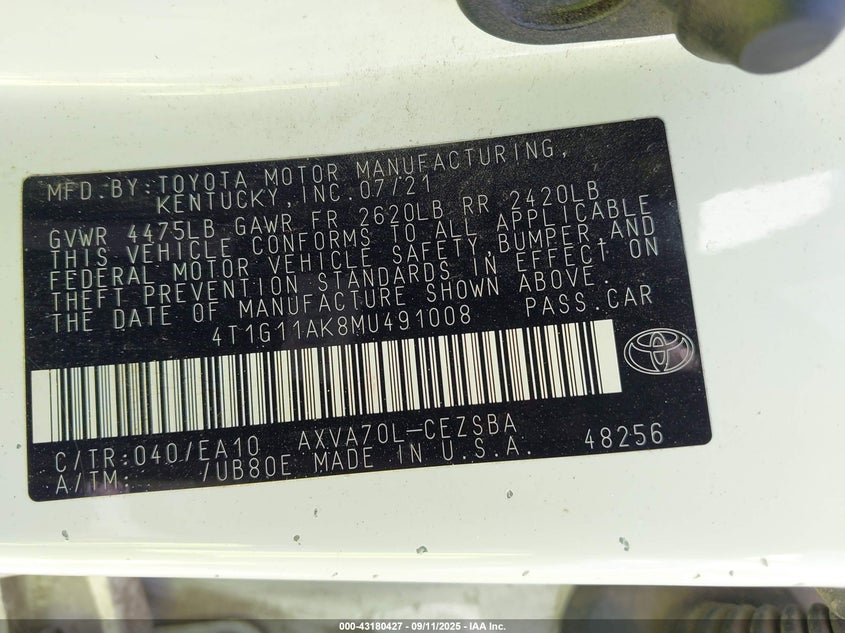 MFD.BY:TOYOTA MOTOR MANUFACTURING,
KENTUCKY,INC.07/21
GVWR 4475LB GAWR FR 2620LB RR 2420LB
THIS VEHICLE CONFORMS TO ALL APPLICABLE
FEDERAL MOTOR VEHICLE SAFETY,BUMPER,AND
THEFT PREVENTION STANDARDS IN EFFECT ON
THE DATE OF MANUFACTURE SHOWN ABOVE.
4T1G11AK8MU491008 PASS.CAR
C/TR:040/EA10 AXVA70L-CEZSBA
A/TM: /UB80E MADE IN U.S.A. 48256
000-43180427 - 09/11/2025 - IAA Inc.